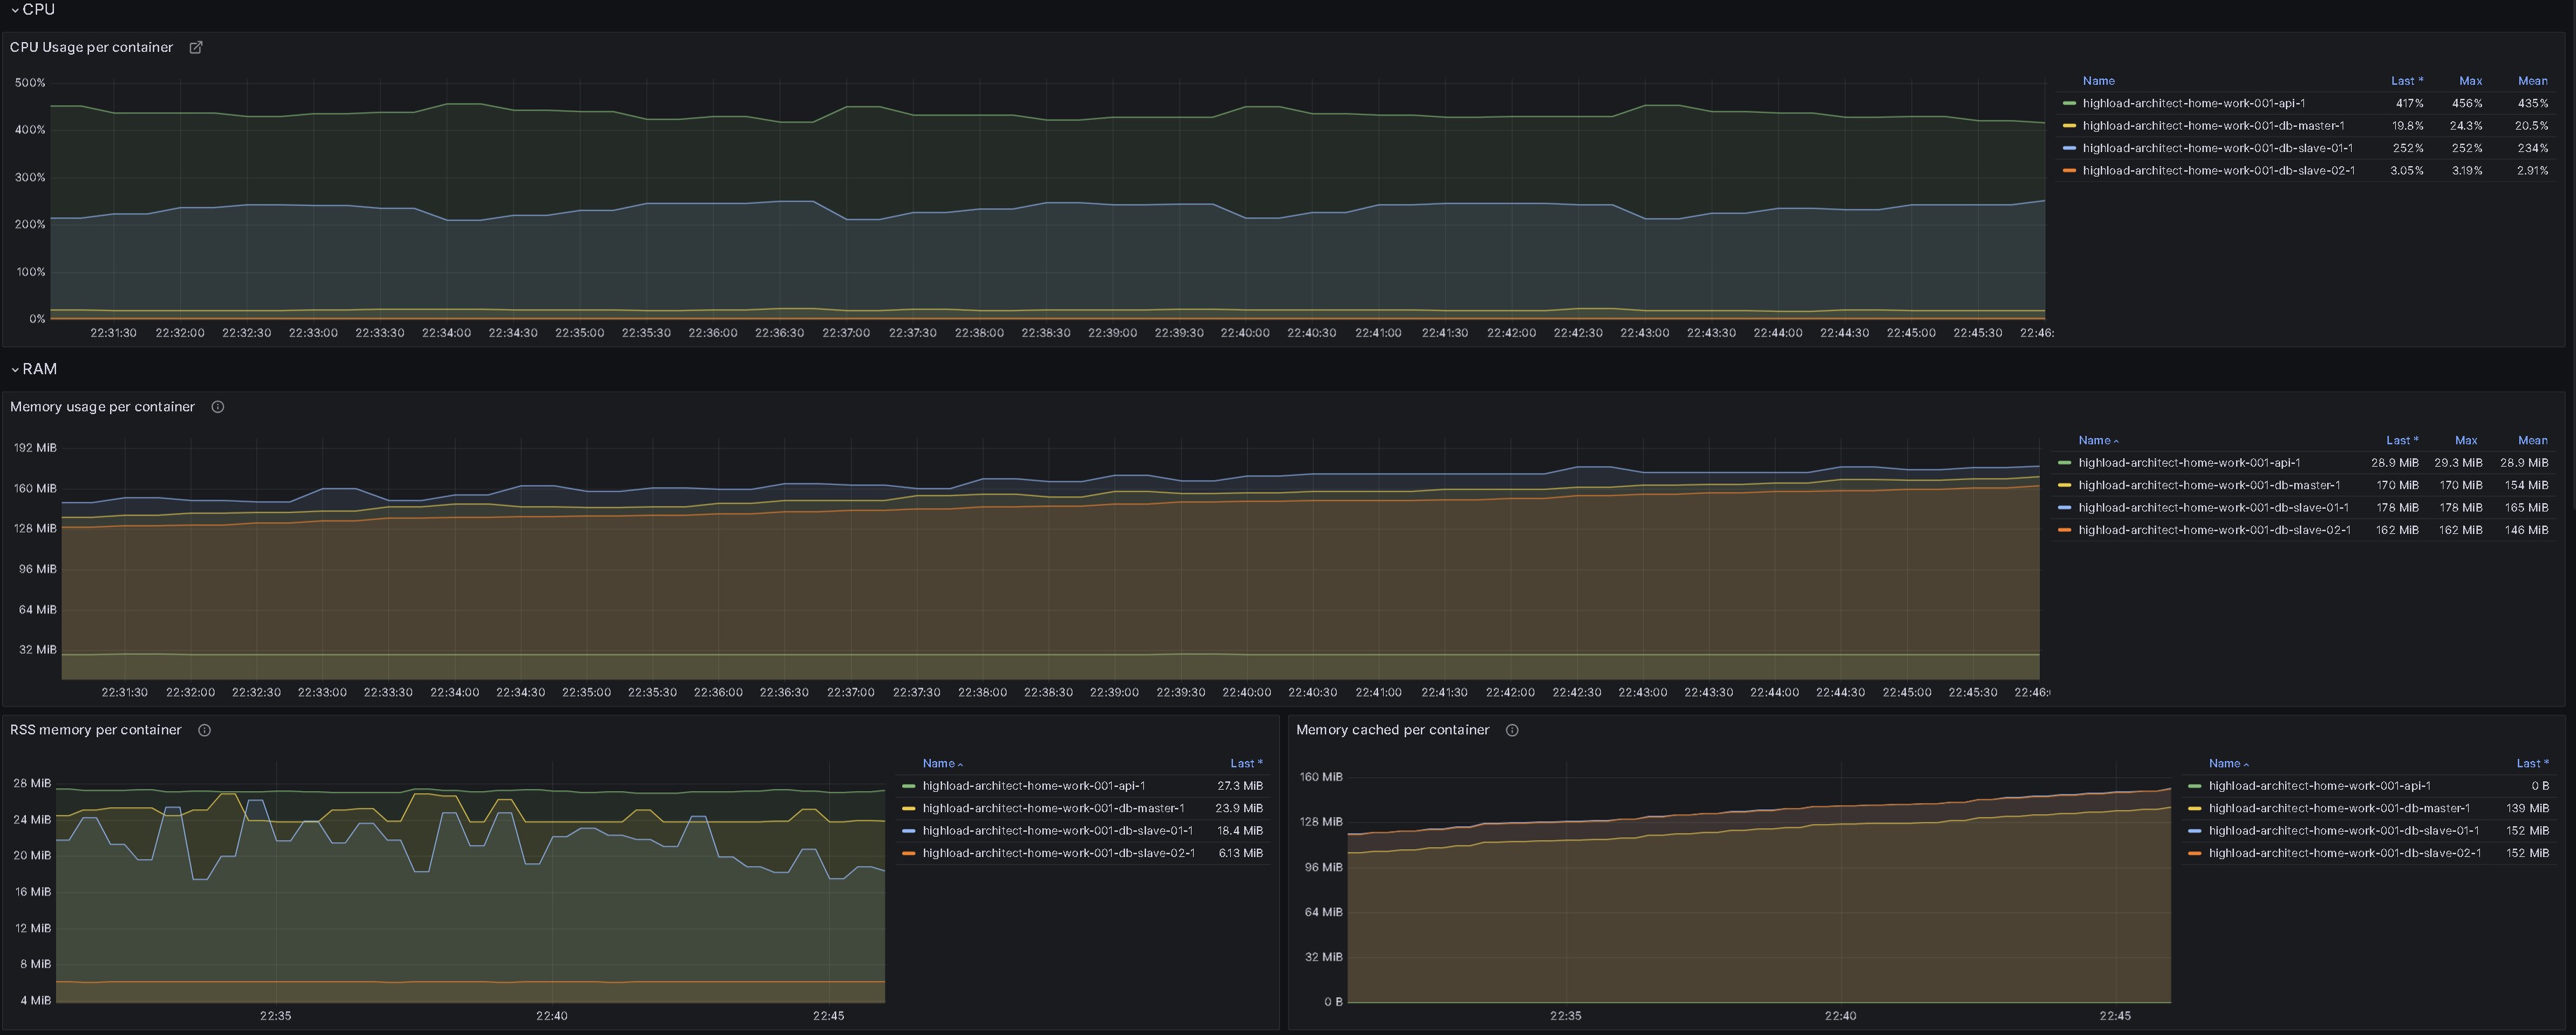 CPU
CPU Usage per container
500%
400%
300%
200%
100%
0%
22:31:30 22:32:00 22:32:30 22:33:00 22:33:30 22:34:00 22:34:30 22:35:00 22:35:30 22:36:00 22:36:30 22:37:00 22:37:30 22:38:00 22:38:30 22:39:00 22:39:30 22:40:00 22:40:30 22:41:00 22:41:30 22:42:00 22:42:30 22:43:00 22:43:30 22:44:00 22:44:30 22:45:00 22:45:30 22:46:
Name Last * Max Mean
highload-architect-home-work-001-api-1 417% 456% 435%
highload-architect-home-work-001-db-master-1 19.8% 24.3% 20.5%
highload-architect-home-work-001-db-slave-01-1 252% 252% 234%
highload-architect-home-work-001-db-slave-02-1 3.05% 3.19% 2.91%
RAM
Memory usage per container
192 MiB
160 MiB
128 MiB
96 MiB
64 MiB
32 MiB
22:31:30 22:32:00 22:32:30 22:33:00 22:33:30 22:34:00 22:34:30 22:35:00 22:35:30 22:36:00 22:36:30 22:37:00 22:37:30 22:38:00 22:38:30 22:39:00 22:39:30 22:40:00 22:40:30 22:41:00 22:41:30 22:42:00 22:42:30 22:43:00 22:43:30 22:44:00 22:44:30 22:45:00 22:45:30 22:46:
Name Last * Max Mean
highload-architect-home-work-001-api-1 28.9 MiB 29.3 MiB 28.9 MiB
highload-architect-home-work-001-db-master-1 170 MiB 170 MiB 154 MiB
highload-architect-home-work-001-db-slave-01-1 178 MiB 178 MiB 165 MiB
highload-architect-home-work-001-db-slave-02-1 162 MiB 162 MiB 146 MiB
RSS memory per container
28 MiB
24 MiB
20 MiB
16 MiB
12 MiB
8 MiB
4 MiB
22:35 22:40 22:45
Name Last *
highload-architect-home-work-001-api-1 27.3 MiB
highload-architect-home-work-001-db-master-1 23.9 MiB
highload-architect-home-work-001-db-slave-01-1 18.4 MiB
highload-architect-home-work-001-db-slave-02-1 6.13 MiB
Memory cached per container
160 MiB
128 MiB
96 MiB
64 MiB
32 MiB
0 B
22:35 22:40 22:45
Name Last *
highload-architect-home-work-001-api-1 0 B
highload-architect-home-work-001-db-master-1 139 MiB
highload-architect-home-work-001-db-slave-01-1 152 MiB
highload-architect-home-work-001-db-slave-02-1 152 MiB